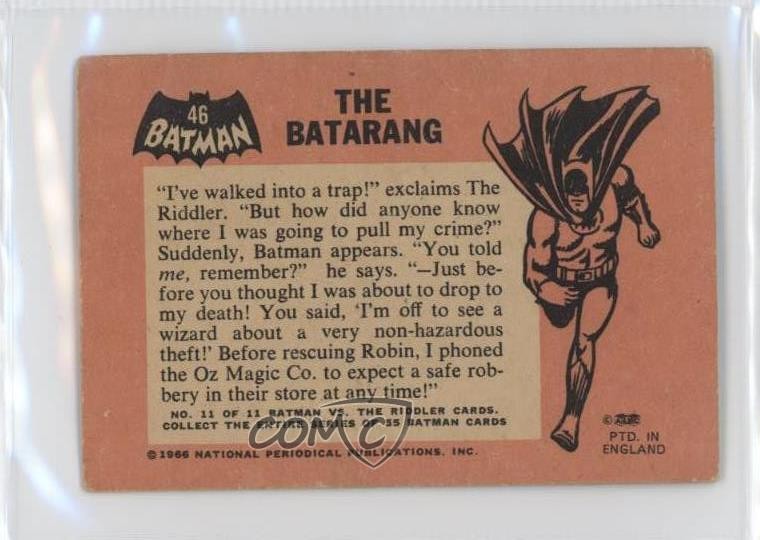 46
BATMAN
THE
BATARANG
“I've walked into a trap!” exclaims The
Riddler. “But how did anyone know
where I was going to pull my crime?”
Suddenly, Batman appears. “You told
me, remember?” he says. “—Just be-
fore you thought I was about to drop to
my death! You said, ‘I'm off to see a
wizard about a very non-hazardous
theft!’ Before rescuing Robin, I phoned
the Oz Magic Co. to expect a safe rob-
bery in their store at any time!”
NO. 11 OF 11 BATMAN VS. THE RIDDLER CARDS.
COLLECT THE ENTIRE SERIES OF 55 BATMAN CARDS
©1966 NATIONAL PERIODICAL PUBLICATIONS, INC.
COMC
© A&BC
PTD. IN
ENGLAND